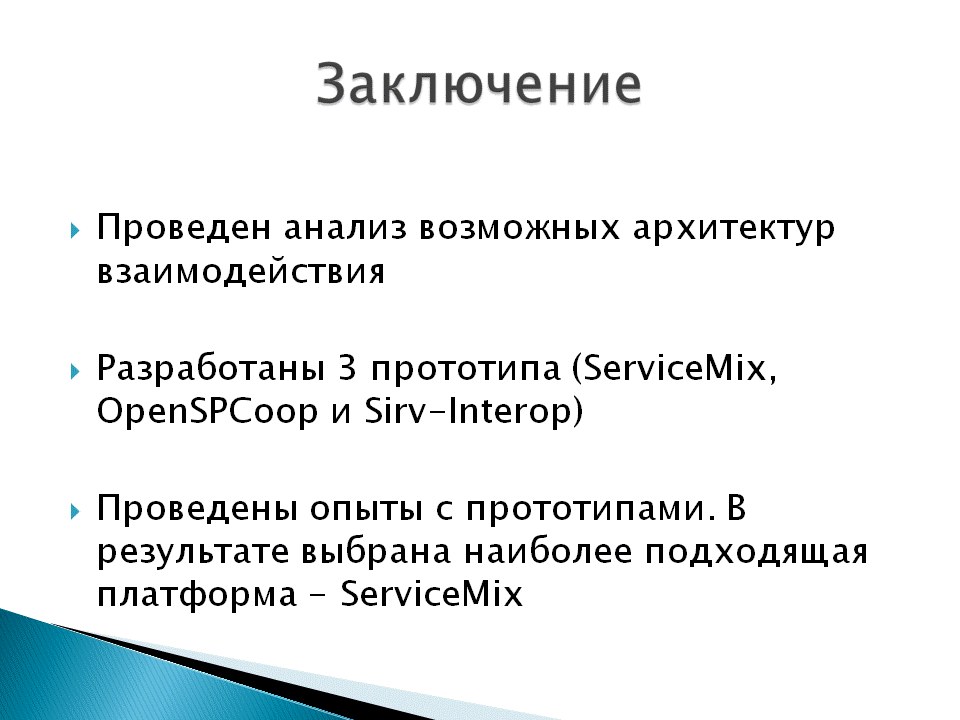 Заключение
Проведен анализ возможных архитектур
взаимодействия
Разработаны 3 прототипа (ServiceMix,
OpenSPCoop и Sirv-Interop)
Проведены опыты с прототипами. В
результате выбрана наиболее подходящая
платформа - ServiceMix